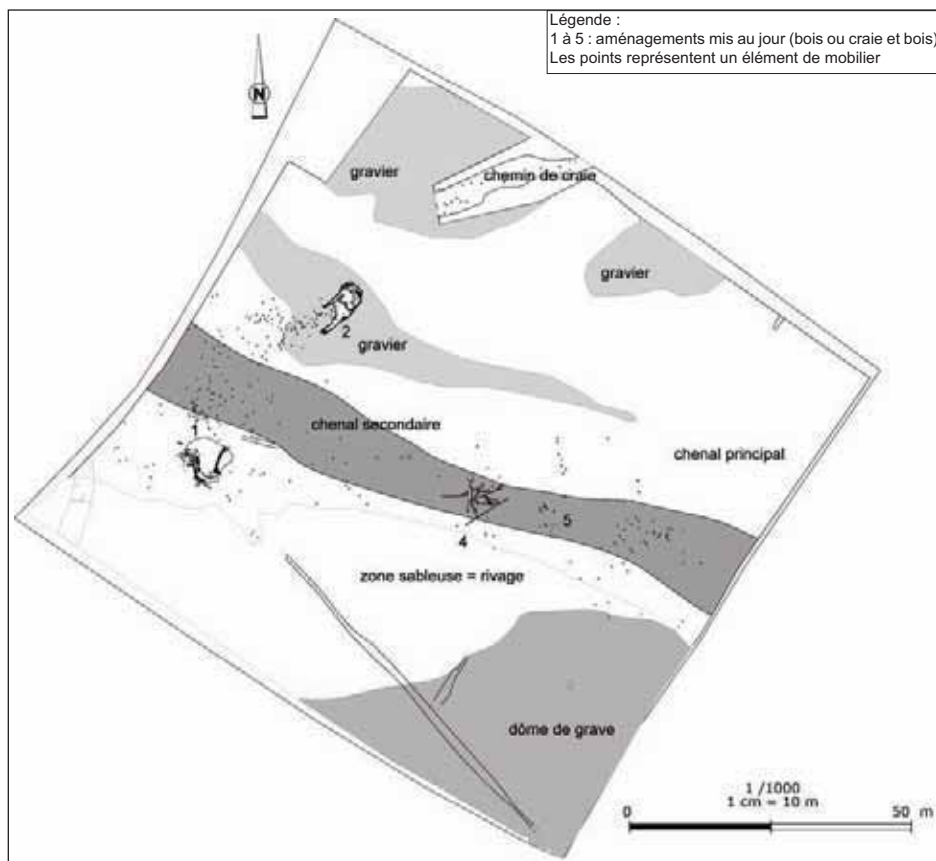 Légende :
1 à 5 : aménagements mis au jour (bois ou craie et bois)
Les points représentent un élément de mobilier
N
gravier
chemin de craie
gravier
2
gravier
chenal secondaire
1
chenal principal
5
4
zone sableuse = rivage
dôme de grave
1 /1000
1 cm = 10 m
0 50 m